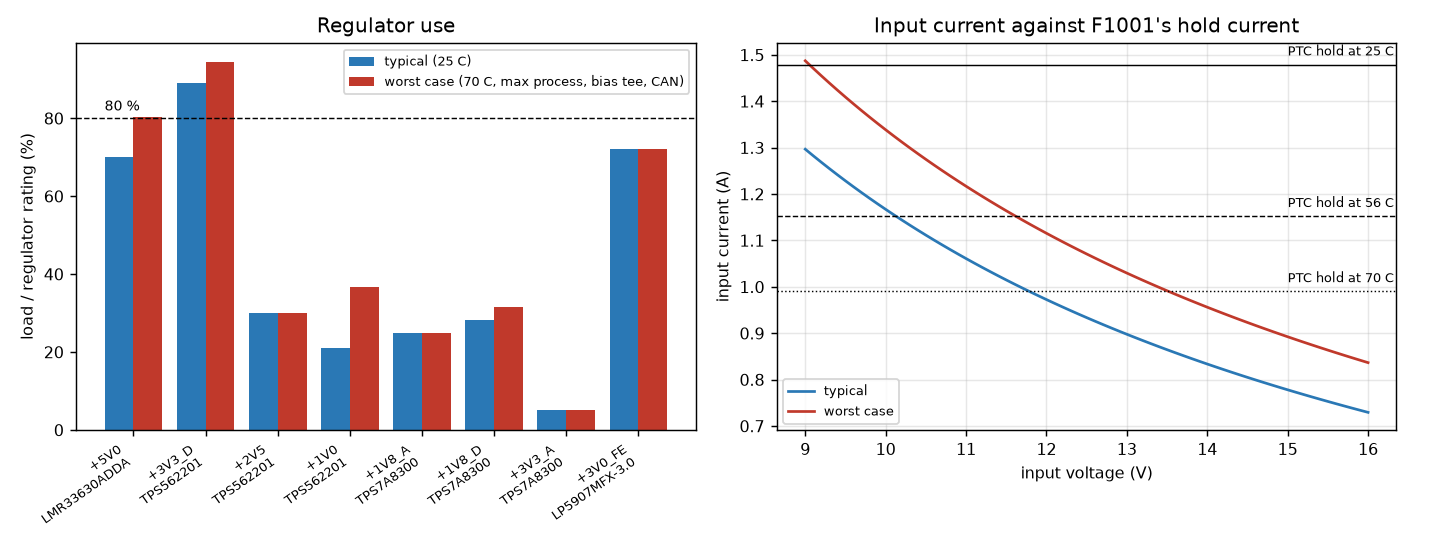 Regulator use
load / regulator rating (%)
80
60
40
20
0
80 %
typical (25 C)
worst case (70 C, max process, bias tee, CAN)
+5V0
LMR33630ADDA
+3V3_D
TPS562201
+2V5
TPS562201
+1V0
TPS562201
+1V8_A
TPS7A8300
+1V8_D
TPS7A8300
+3V3_A
TPS7A8300
+3V0_FE
LP5907MFX-3.0
Input current against F1001's hold current
input current (A)
1.5
1.4
1.3
1.2
1.1
1.0
0.9
0.8
0.7
PTC hold at 25 C
PTC hold at 56 C
PTC hold at 70 C
typical
worst case
9
10
11
12
13
14
15
16
input voltage (V)